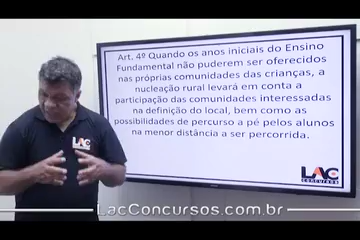 Art. 4º Quando os anos iniciais do Ensino
Fundamental não puderem ser oferecidos
nas próprias comunidades das crianças, a
nucleação rural levará em conta a
participação das comunidades interessadas
na definição do local, bem como as
possibilidades de percurso a pé pelos alunos
na menor distância a ser percorrida.
LAC
CONCURSOS
LAC
LacConcursos.com.br